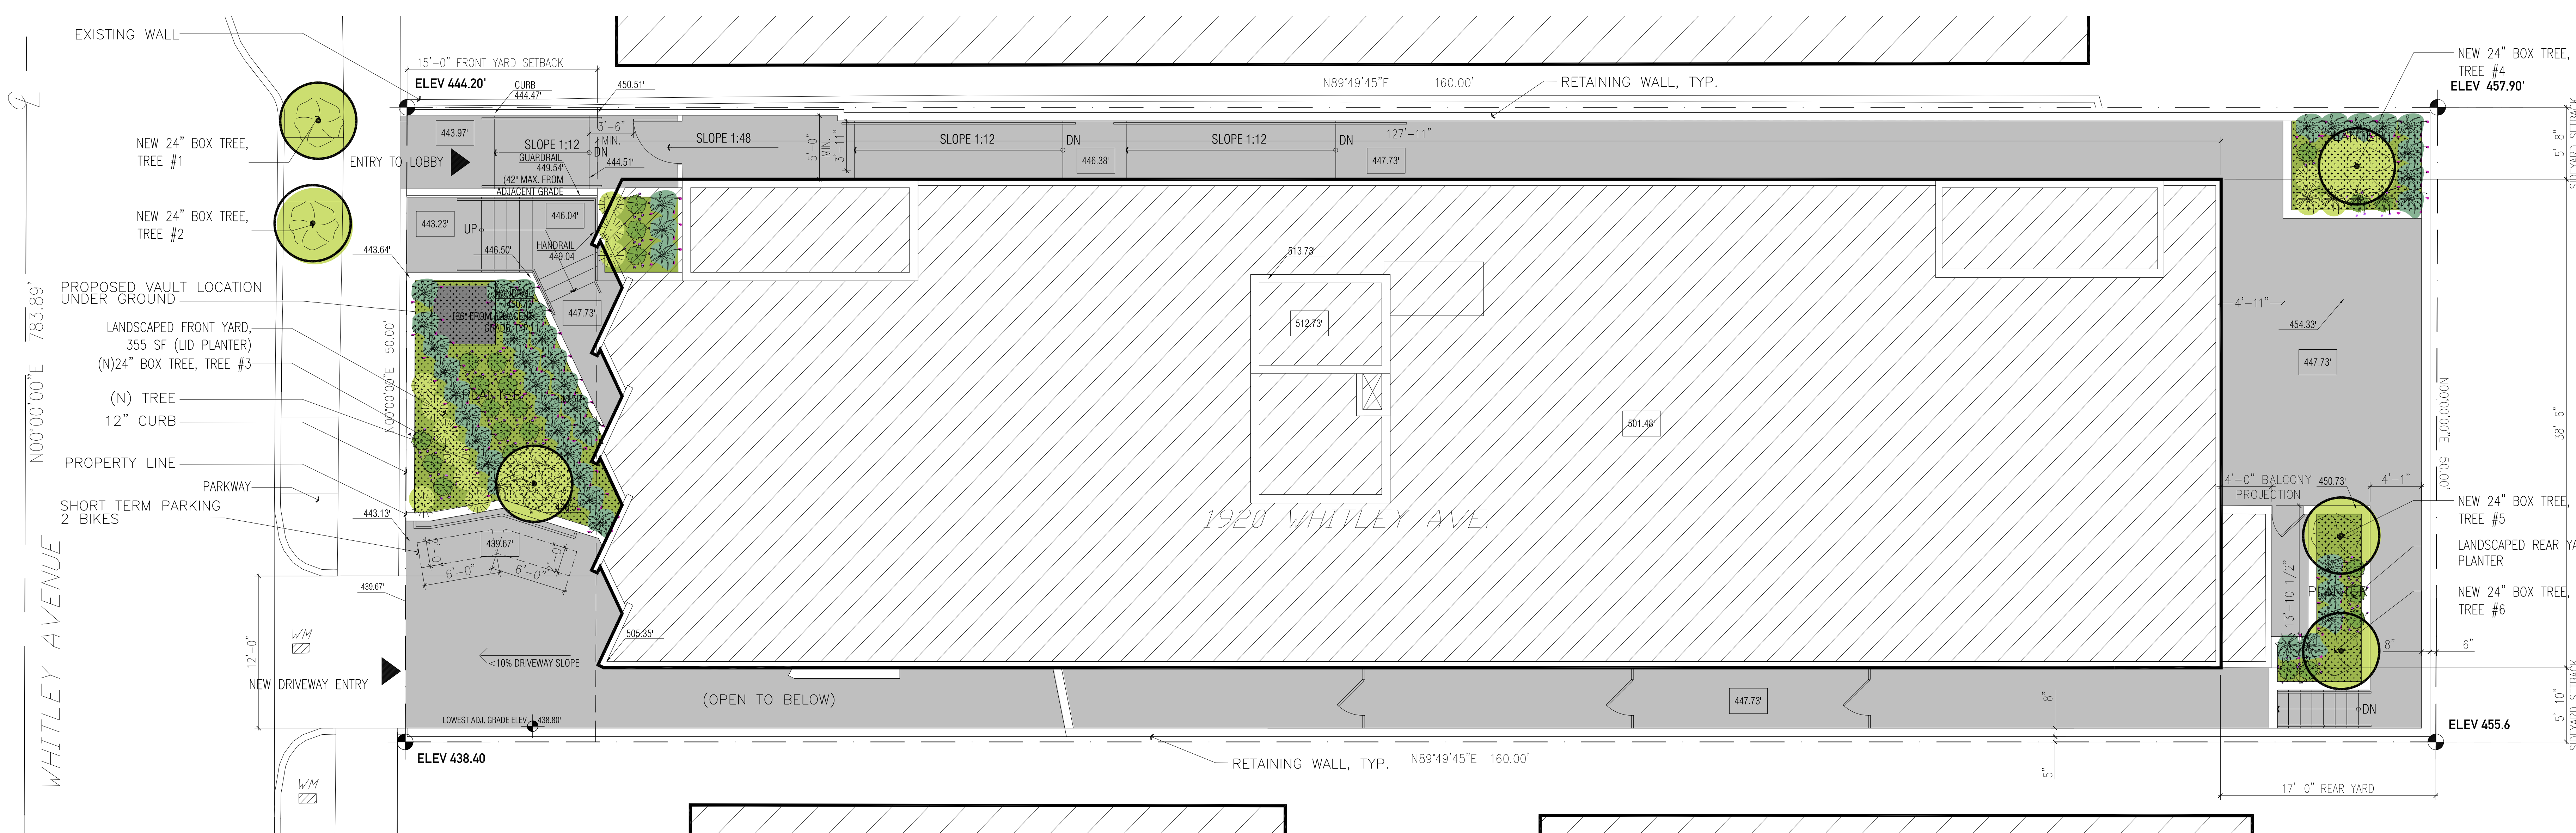 EXISTING WALL
15'-0" FRONT YARD SETBACK
ELEV 444.20'
CURB
444.47'
450.51'
N89°49'45"E 160.00'
RETAINING WALL, TYP.
NEW 24" BOX TREE,
TREE #4
ELEV 457.90'
NEW 24" BOX TREE,
TREE #1
ENTRY TO LOBBY
443.97'
SLOPE 1:12
DN
3'-6"
MIN.
SLOPE 1:48
5'-0"
MIN.
3'-11"
SLOPE 1:12
DN
446.38'
SLOPE 1:12
DN
447.73'
127'-11"
5'-8"
SIDEYARD SETBACK
GUARDRAIL
449.54'
(42" MAX. FROM
ADJACENT GRADE
444.51'
NEW 24" BOX TREE,
TREE #2
443.23'
UP
446.04'
446.50'
HANDRAIL
449.04
443.64'
447.73'
PROPOSED VAULT LOCATION
UNDER GROUND
LANDSCAPED FRONT YARD,
355 SF (LID PLANTER)
(N)24" BOX TREE, TREE #3
(N) TREE
12" CURB
PROPERTY LINE
PARKWAY
SHORT TERM PARKING
2 BIKES
443.13'
439.67'
N00°00'00"E 783.89'
WHITLEY AVENUE
N00°00'00"E 50.00'
PLANTER
513.73'
512.73'
501.48'
1920 WHITLEY AVE.
4'-11"
454.33'
447.73'
N00°00'00"E 50.00'
38'-6"
4'-0" BALCONY
PROJECTION
450.73'
4'-1"
NEW 24" BOX TREE,
TREE #5
LANDSCAPED REAR YA
PLANTER
NEW 24" BOX TREE,
TREE #6
PLANTER
13'-10 1/2"
8"
6"
439.67'
2'-0"
6'-0"
6'-0"
2'-0"
12'-0"
WM
NEW DRIVEWAY ENTRY
<10% DRIVEWAY SLOPE
505.35'
(OPEN TO BELOW)
LOWEST ADJ, GRADE ELEV
438.80'
447.73'
8"
DN
5'-10"
SIDEYARD SETBACK
ELEV 455.6
ELEV 438.40
RETAINING WALL, TYP.
N89°49'45"E 160.00'
5"
17'-0" REAR YARD
WM